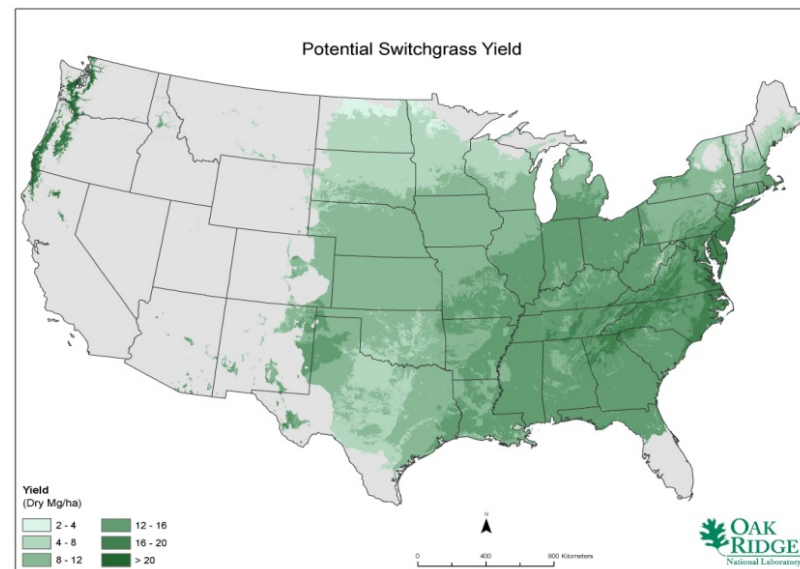 Potential Switchgrass Yield
Yield
(Dry Mg/ha)
2 - 4
4 - 8
8 - 12
12 - 16
16 - 20
> 20
N
0 400 800 Kilometers
OAK
RIDGE
National Laboratory